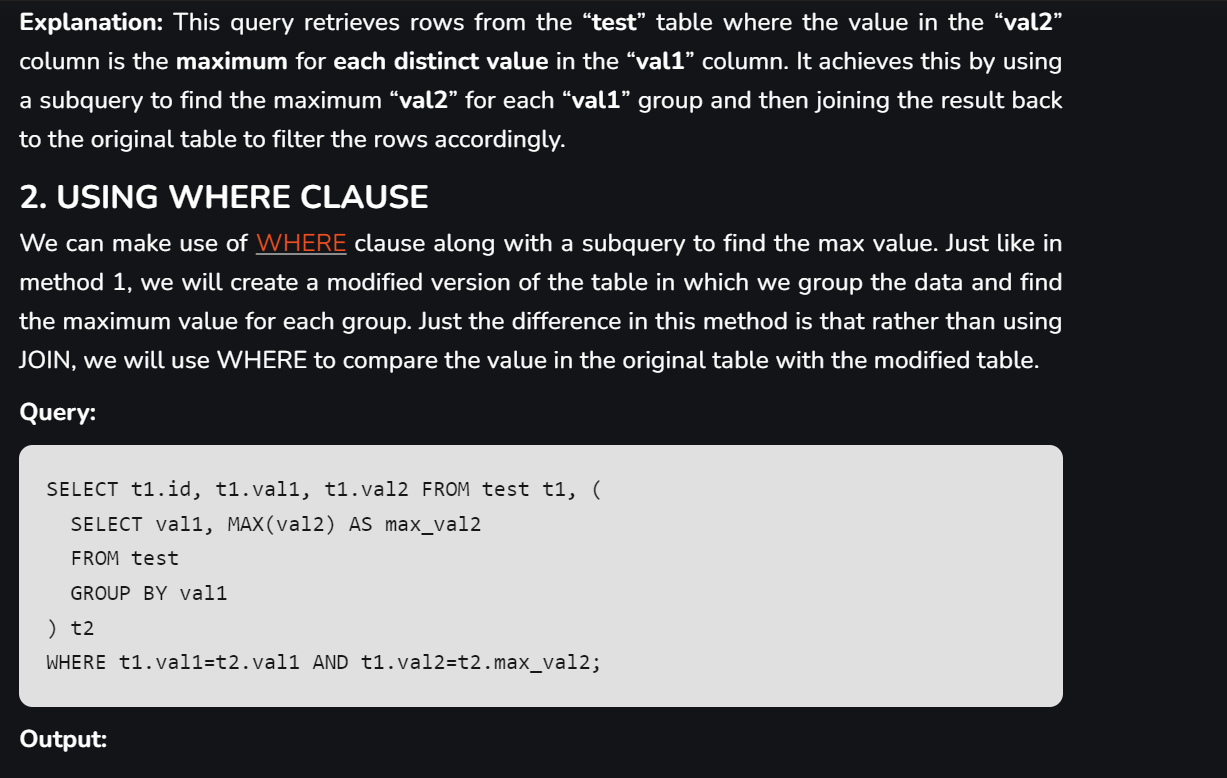 Explanation: This query retrieves rows from the “test” table where the value in the “val2”
column is the maximum for each distinct value in the “val1” column. It achieves this by using
a subquery to find the maximum “val2” for each “val1” group and then joining the result back
to the original table to filter the rows accordingly.
2. USING WHERE CLAUSE
We can make use of WHERE clause along with a subquery to find the max value. Just like in
method 1, we will create a modified version of the table in which we group the data and find
the maximum value for each group. Just the difference in this method is that rather than using
JOIN, we will use WHERE to compare the value in the original table with the modified table.
Query:
SELECT t1.id, t1.val1, t1.val2 FROM test t1, (
  SELECT val1, MAX(val2) AS max_val2
  FROM test
  GROUP BY val1
) t2
WHERE t1.val1=t2.val1 AND t1.val2=t2.max_val2;
Output: